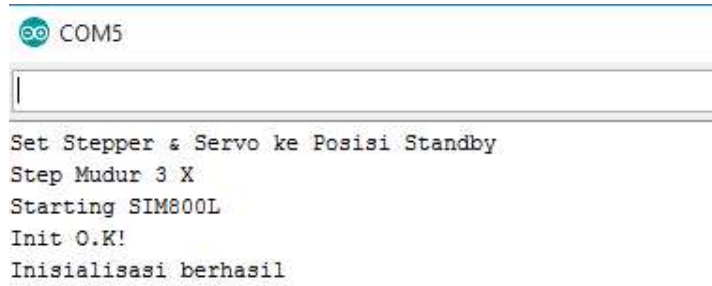 COM5
Set Stepper & Servo ke Posisi Standby
Step Mudur 3 X
Starting SIM800L
Init O.K!
Inisialisasi berhasil